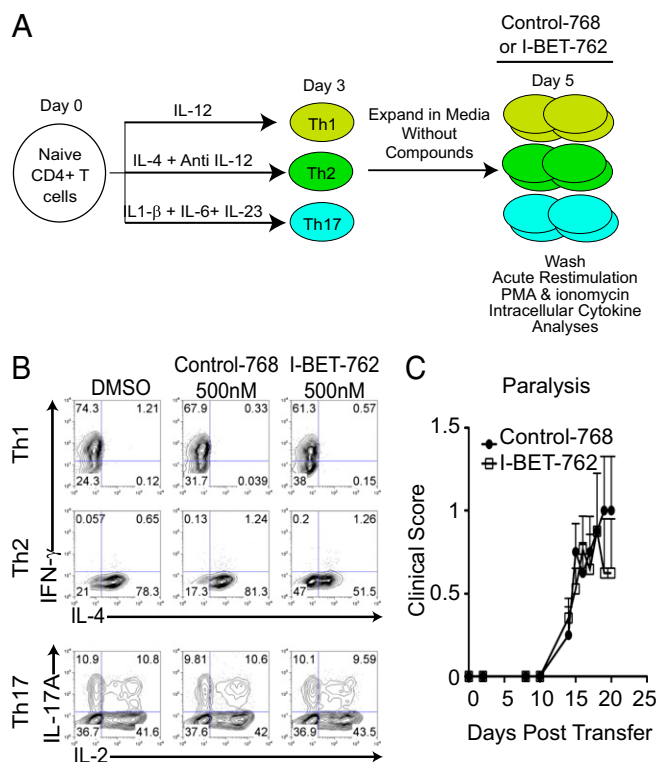 A
Control-768
or I-BET-762
Day 0
Day 3
Day 5
Naive
CD4+ T
cells
IL-12
IL-4 + Anti IL-12
IL1-β + IL-6+ IL-23
Th1
Th2
Th17
Expand in Media
Without
Compounds
Wash
Acute Restimulation
PMA & ionomycin
Intracellular Cytokine
Analyses
B
DMSO
Control-768
500nM
I-BET-762
500nM
Th1
74.3 1.21
24.3 0.12
67.9 0.33
31.7 0.039
61.3 0.57
38 0.15
Th2
0.057 0.65
21 78.3
0.13 1.24
17.3 81.3
0.2 1.26
47 51.5
IFN-γ
IL-4
Th17
10.9 10.8
36.7 41.6
9.81 10.6
37.6 42
10.1 9.59
36.9 43.5
IL-17A
IL-2
C
Paralysis
Control-768
I-BET-762
Clinical Score
1.5
1
0.5
0
0 5 10 15 20 25
Days Post Transfer